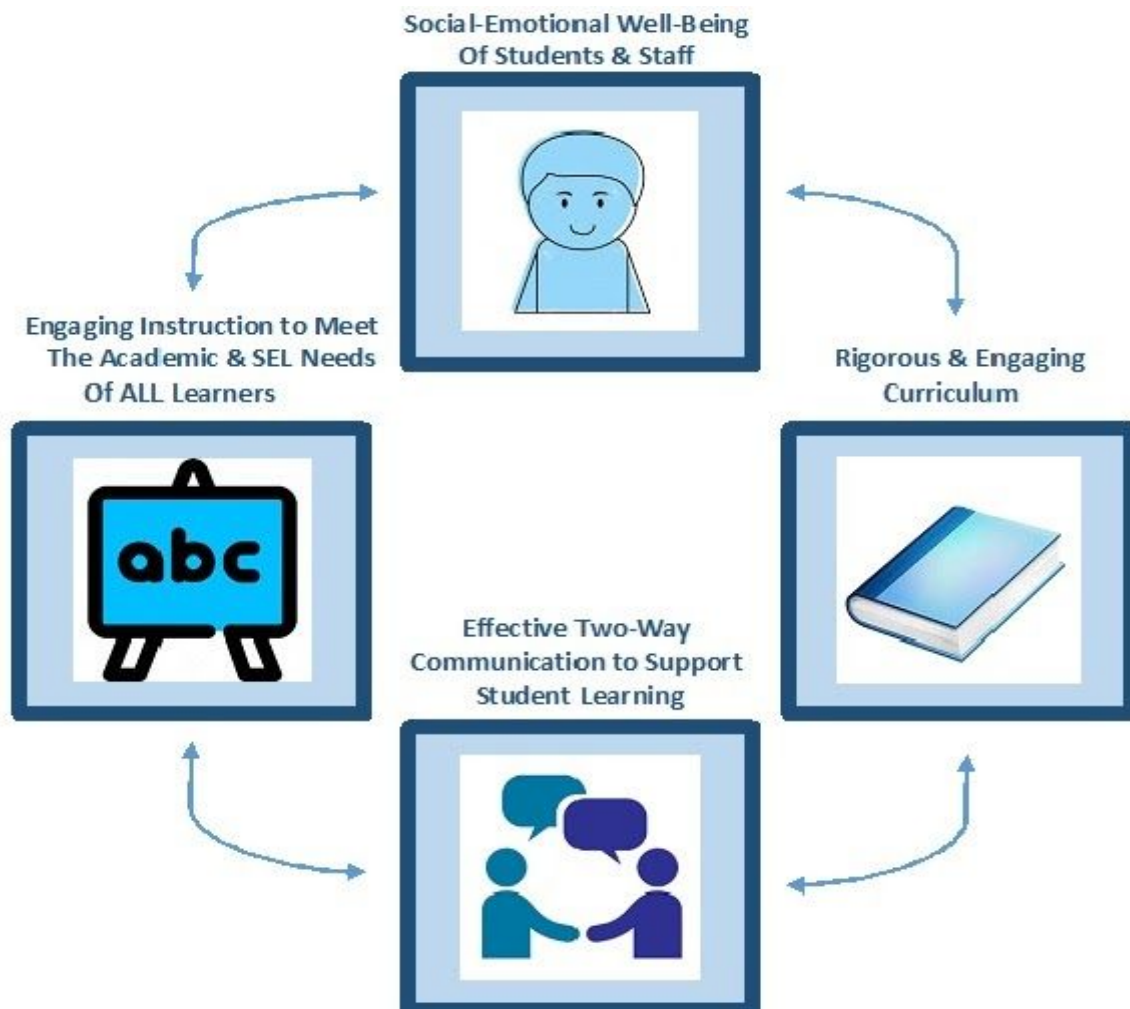 Social-Emotional Well-Being
Of Students & Staff
Engaging Instruction to Meet
The Academic & SEL Needs
Of ALL Learners
Rigorous & Engaging
Curriculum
abc
Effective Two-Way
Communication to Support
Student Learning